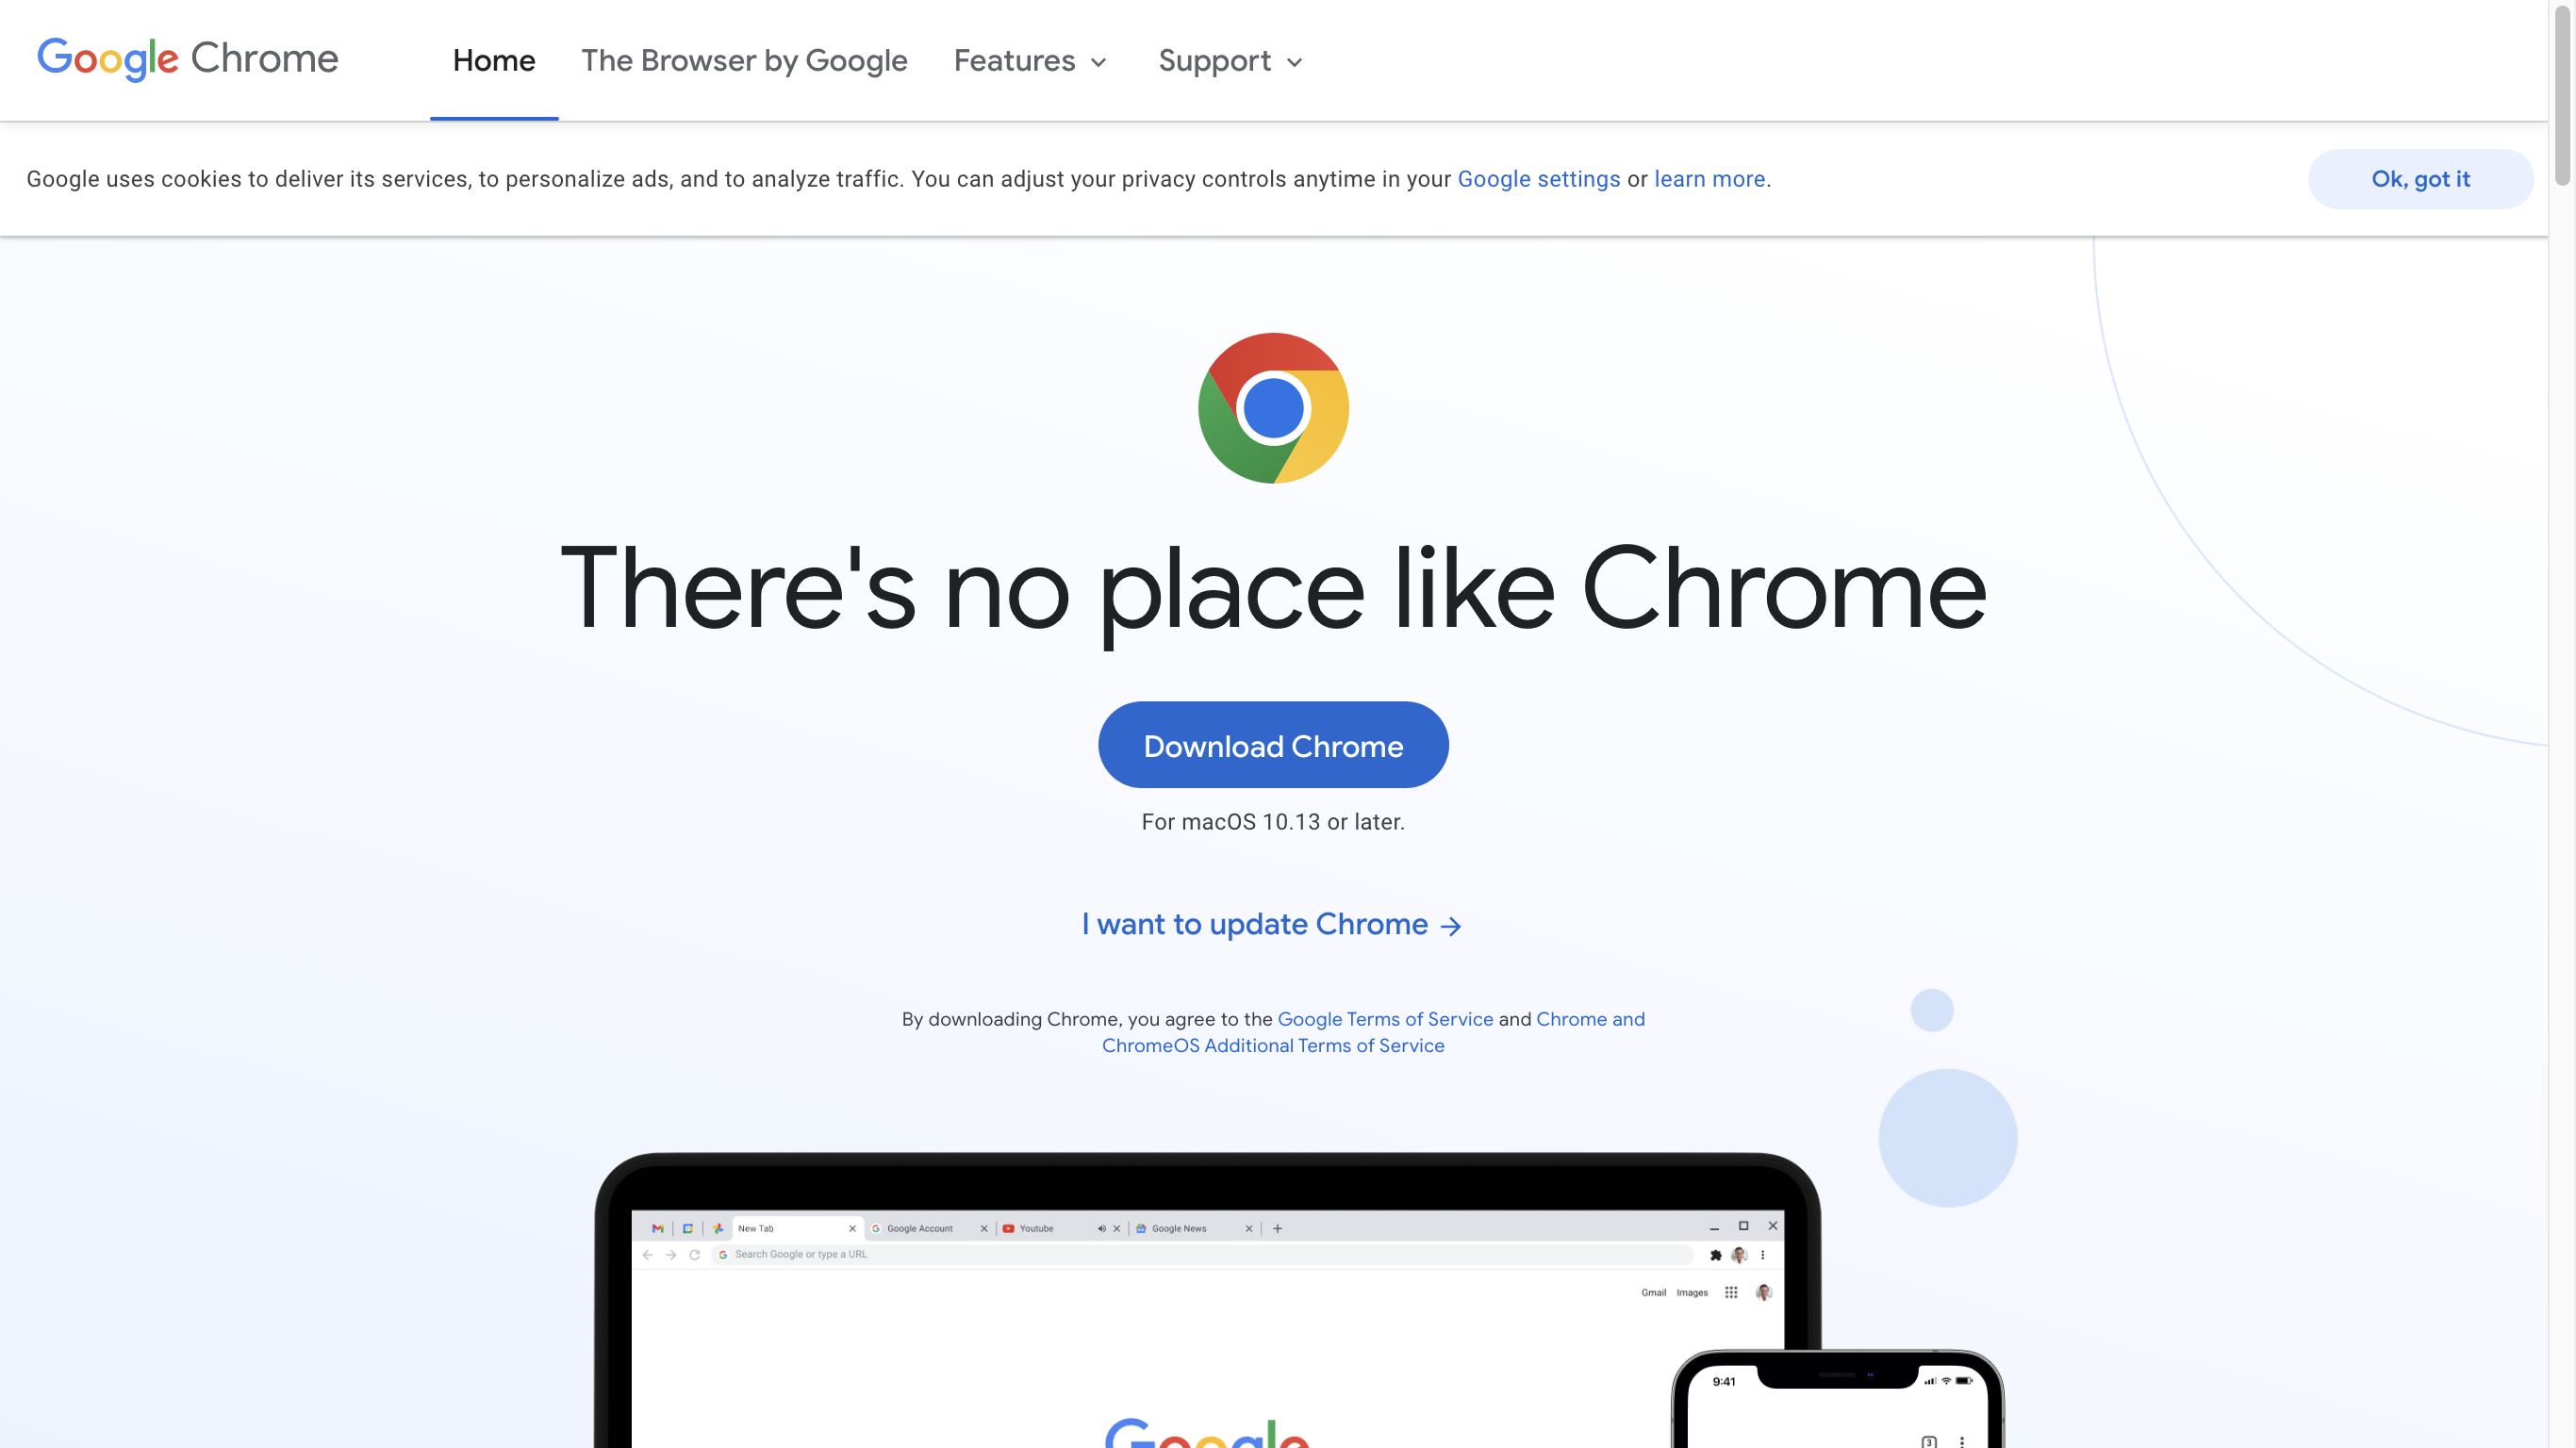 Google Chrome
Home
The Browser by Google
Features
Support
Google uses cookies to deliver its services, to personalize ads, and to analyze traffic. You can adjust your privacy controls anytime in your Google settings or learn more.
Ok, got it
There's no place like Chrome
Download Chrome
For macOS 10.13 or later.
I want to update Chrome →
By downloading Chrome, you agree to the Google Terms of Service and Chrome and
ChromeOS Additional Terms of Service
New Tab
Google Account
Youtube
Google News
Search Google or type a URL
Gmail Images
Google
9:41
3